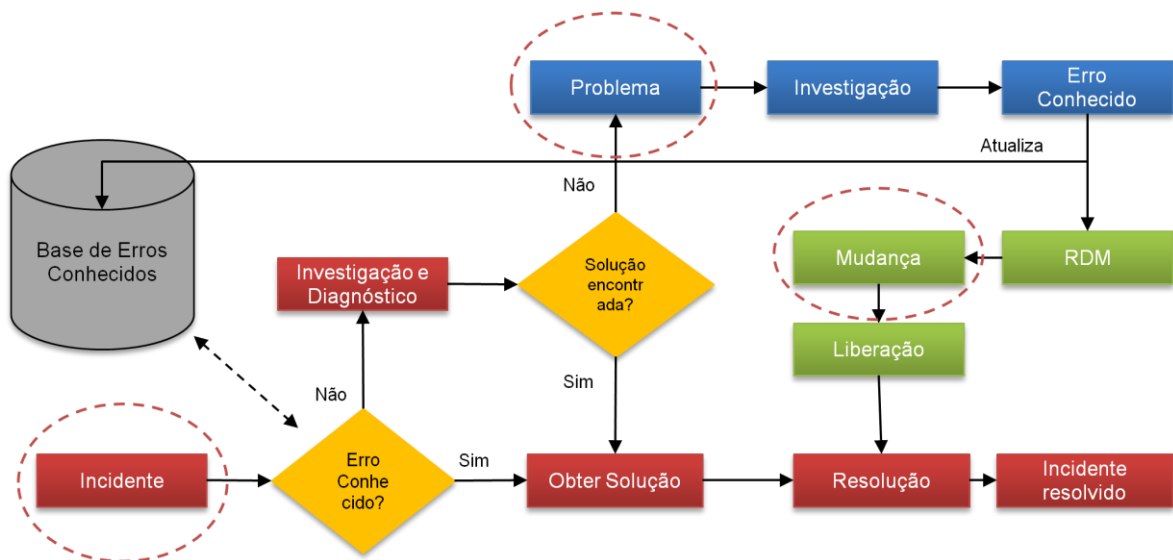 Problema
Investigação
Erro
Conhecido
Atualiza
Não
Base de Erros
Conhecidos
Investigação e
Diagnóstico
Solução
encontr
ada?
Mudança
RDM
Liberação
Sim
Não
Incidente
Erro
Conhe
cido?
Sim
Obter Solução
Resolução
Incidente
resolvido